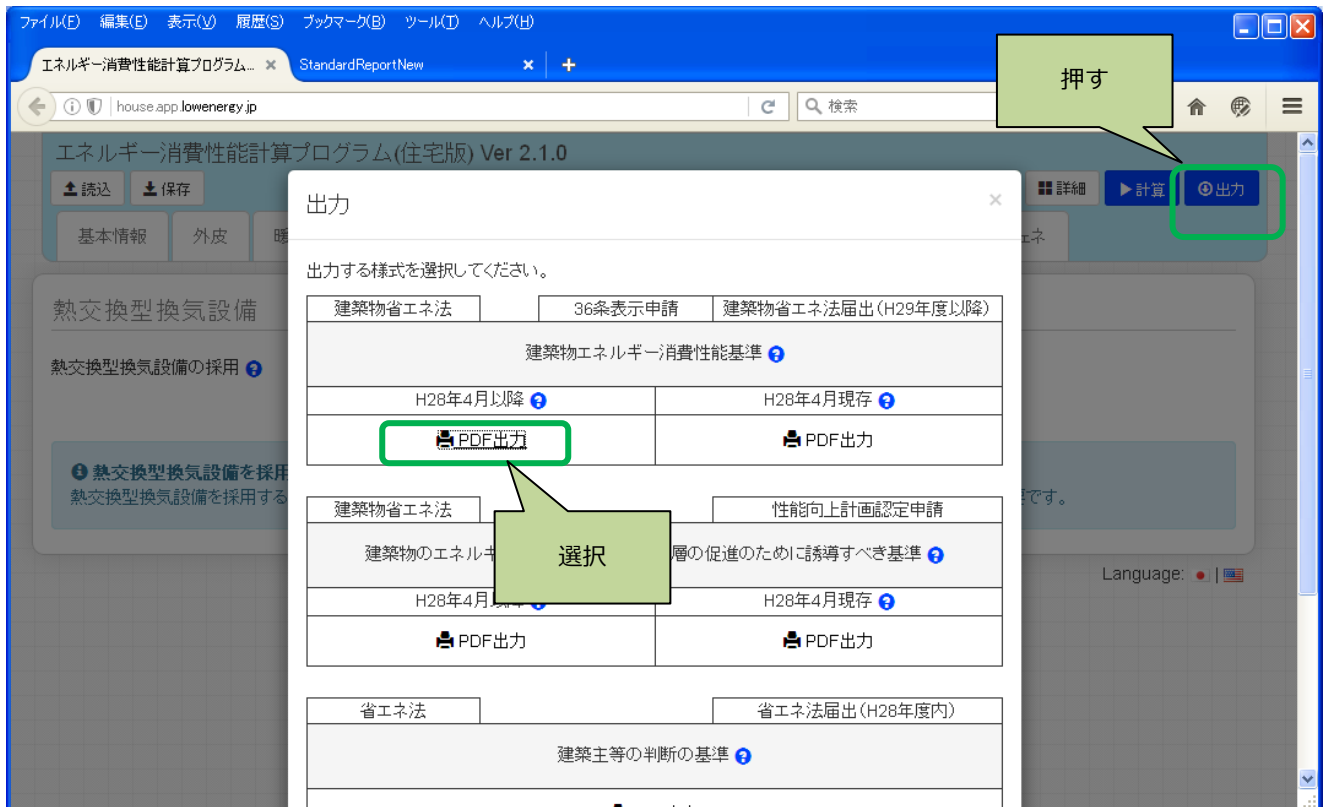 ファイル(F) 編集(E) 表示(V) 履歴(S) ブックマーク(B) ツール(T) ヘルプ(H)
エネルギー消費性能計算プログラム... × StandardReportNew × +
押す
house.app.lowenergy.jp 検索
エネルギー消費性能計算プログラム(住宅版) Ver 2.1.0
読込 保存 詳細 計算 出力
基本情報 外皮 暖
ェネ
出力 ×
出力する様式を選択してください。
熱交換型換気設備
建築物省エネ法 36条表示申請 建築物省エネ法届出(H29年度以降)
建築物エネルギー消費性能基準
熱交換型換気設備の採用
H28年4月以降 H28年4月現存
PDF出力 PDF出力
熱交換型換気設備を採用
熱交換型換気設備を採用する
です。
建築物省エネ法 性能向上計画認定申請
建築物のエネルギ 層の促進のために誘導すべき基準
選択
Language: |
H28年4月以降 H28年4月現存
PDF出力 PDF出力
省エネ法 省エネ法届出(H28年度内)
建築主等の判断の基準